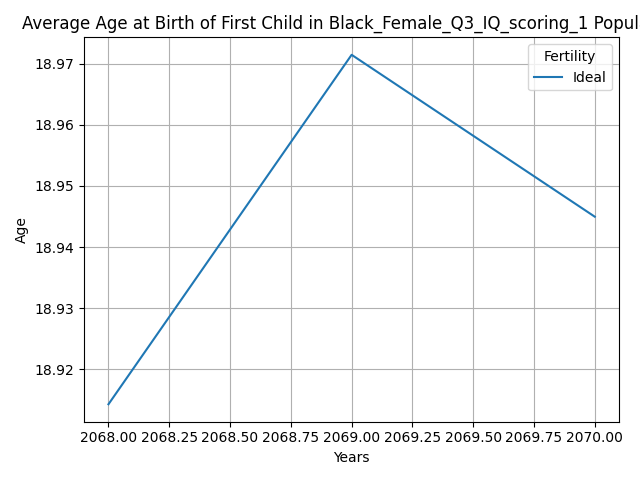 Average Age at Birth of First Child in Black_Female_Q3_IQ_scoring_1 Popul
Fertility
Ideal
18.97
18.96
18.95
18.94
18.93
18.92
Age
2068.00 2068.25 2068.50 2068.75 2069.00 2069.25 2069.50 2069.75 2070.00
Years